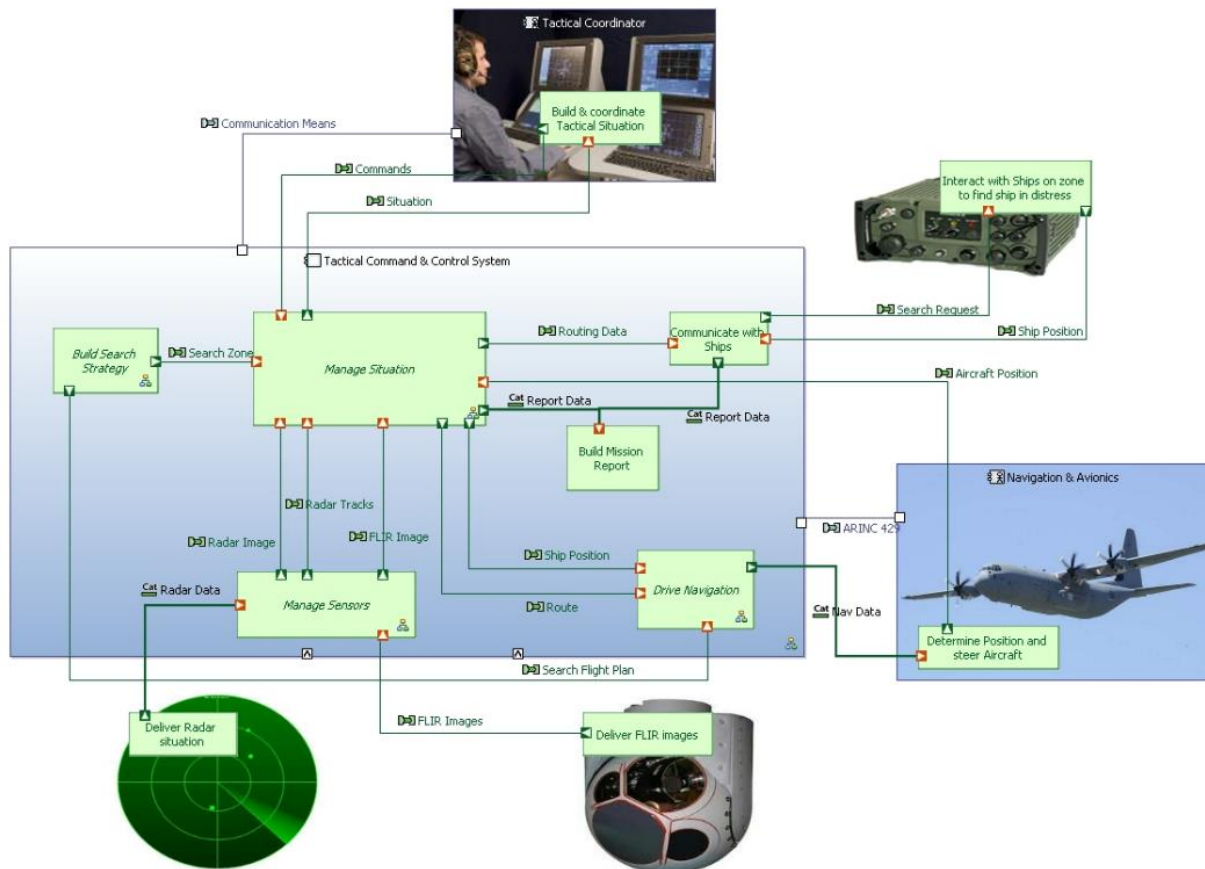 Tactical Coordinator
Build & coordinate
Tactical Situation
Communication Means
Commands
Situation
Interact with Ships on zone
to find ship in distress
Tactical Command & Control System
Search Request
Ship Position
Build Search
Strategy
Search Zone
Manage Situation
Routing Data
Communicate with
Ships
Aircraft Position
Cat Report Data
Cat Report Data
Build Mission
Report
Navigation & Avionics
Radar Tracks
Radar Image
FLIR Image
ARINC 429
Ship Position
Cat Radar Data
Manage Sensors
Route
Drive Navigation
Cat Nav Data
Determine Position and
steer Aircraft
Search Flight Plan
Deliver Radar
situation
FLIR Images
Deliver FLIR images